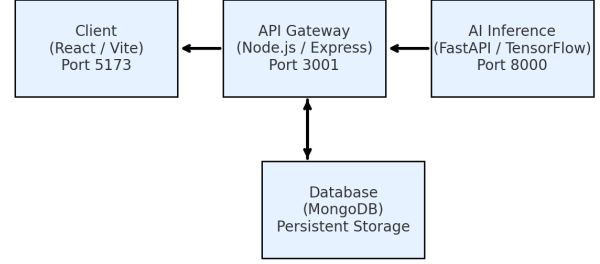 Client
(React / Vite)
Port 5173
API Gateway
(Node.js / Express)
Port 3001
AI Inference
(FastAPI / TensorFlow)
Port 8000
Database
(MongoDB)
Persistent Storage